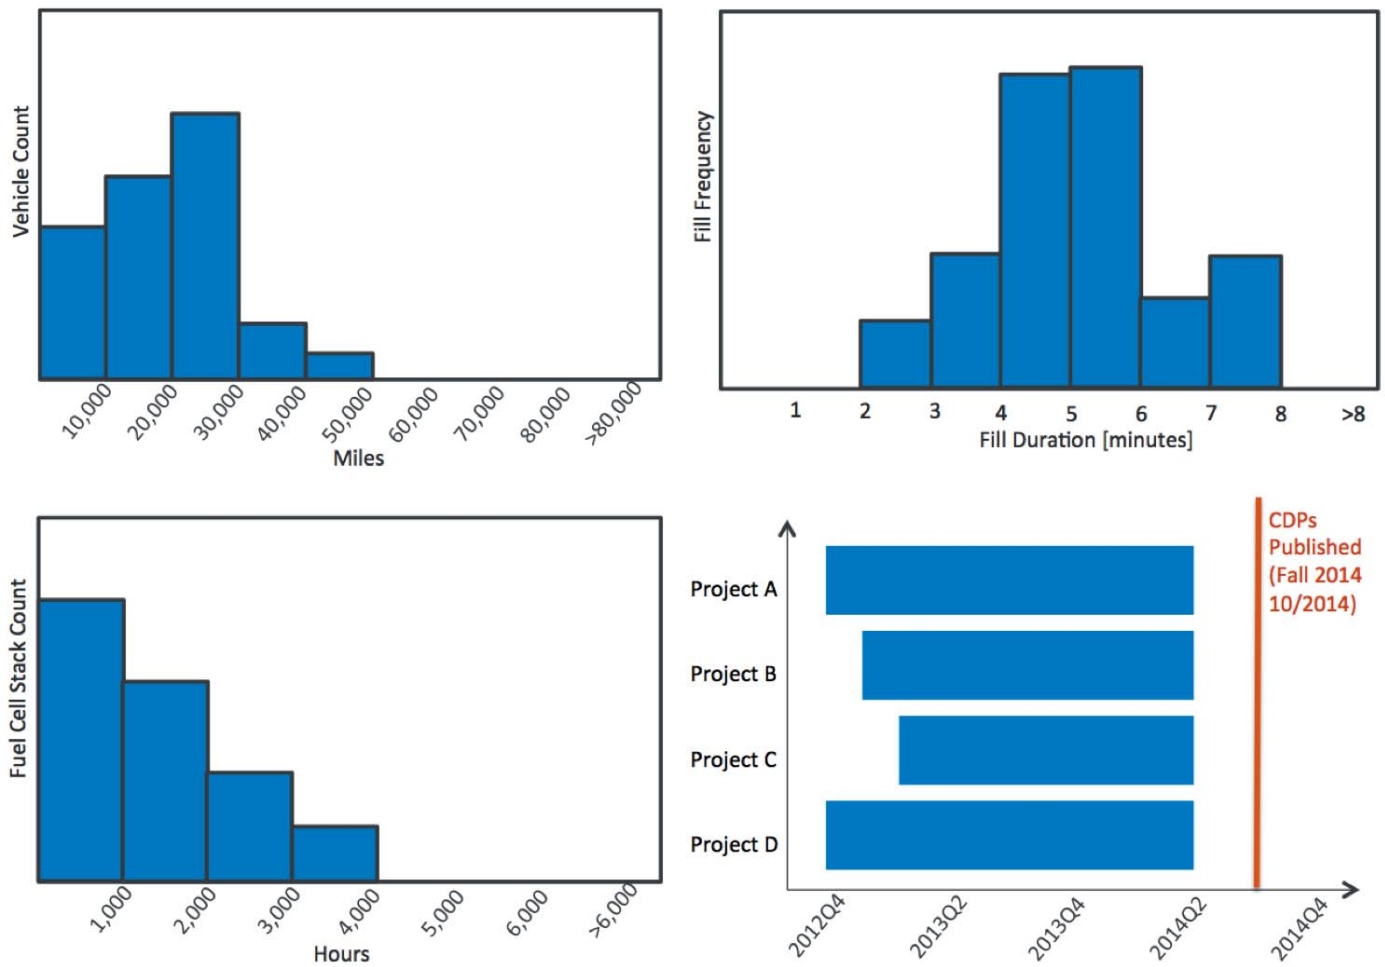 Vehicle Count
10,000
20,000
30,000
40,000
50,000
60,000
70,000
80,000
>80,000
Miles
Fill Frequency
1
2
3
4
5
6
7
8
>8
Fill Duration [minutes]
Fuel Cell Stack Count
1,000
2,000
3,000
4,000
5,000
6,000
>6,000
Hours
CDPs
Published
(Fall 2014
10/2014)
Project A
Project B
Project C
Project D
2012Q4
2013Q2
2013Q4
2014Q2
2014Q4